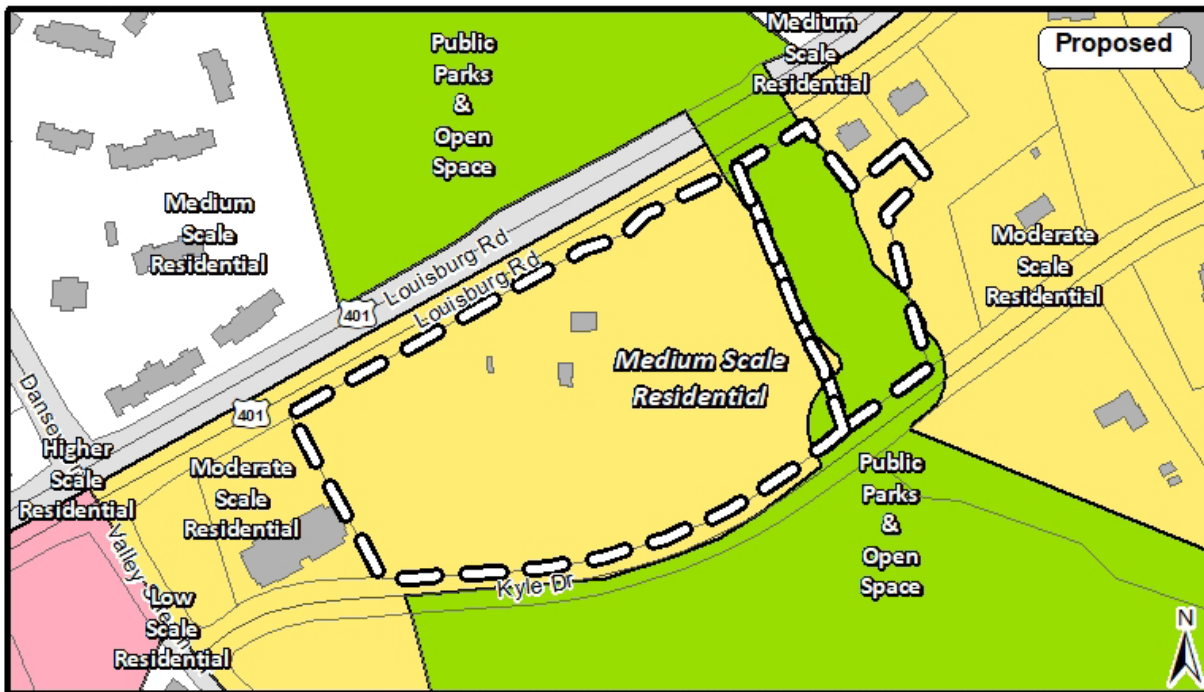 Proposed
Public
Parks
&
Open
Space
Medium
Scale
Residential
Medium
Scale
Residential
Moderate
Scale
Residential
Louisburg Rd
Louisburg Rd
401
401
Medium Scale
Residential
Higher
Scale
Residential
Moderate
Scale
Residential
Public
Parks
&
Open
Space
Kyle Dr
Low
Scale
Residential
Valley
N